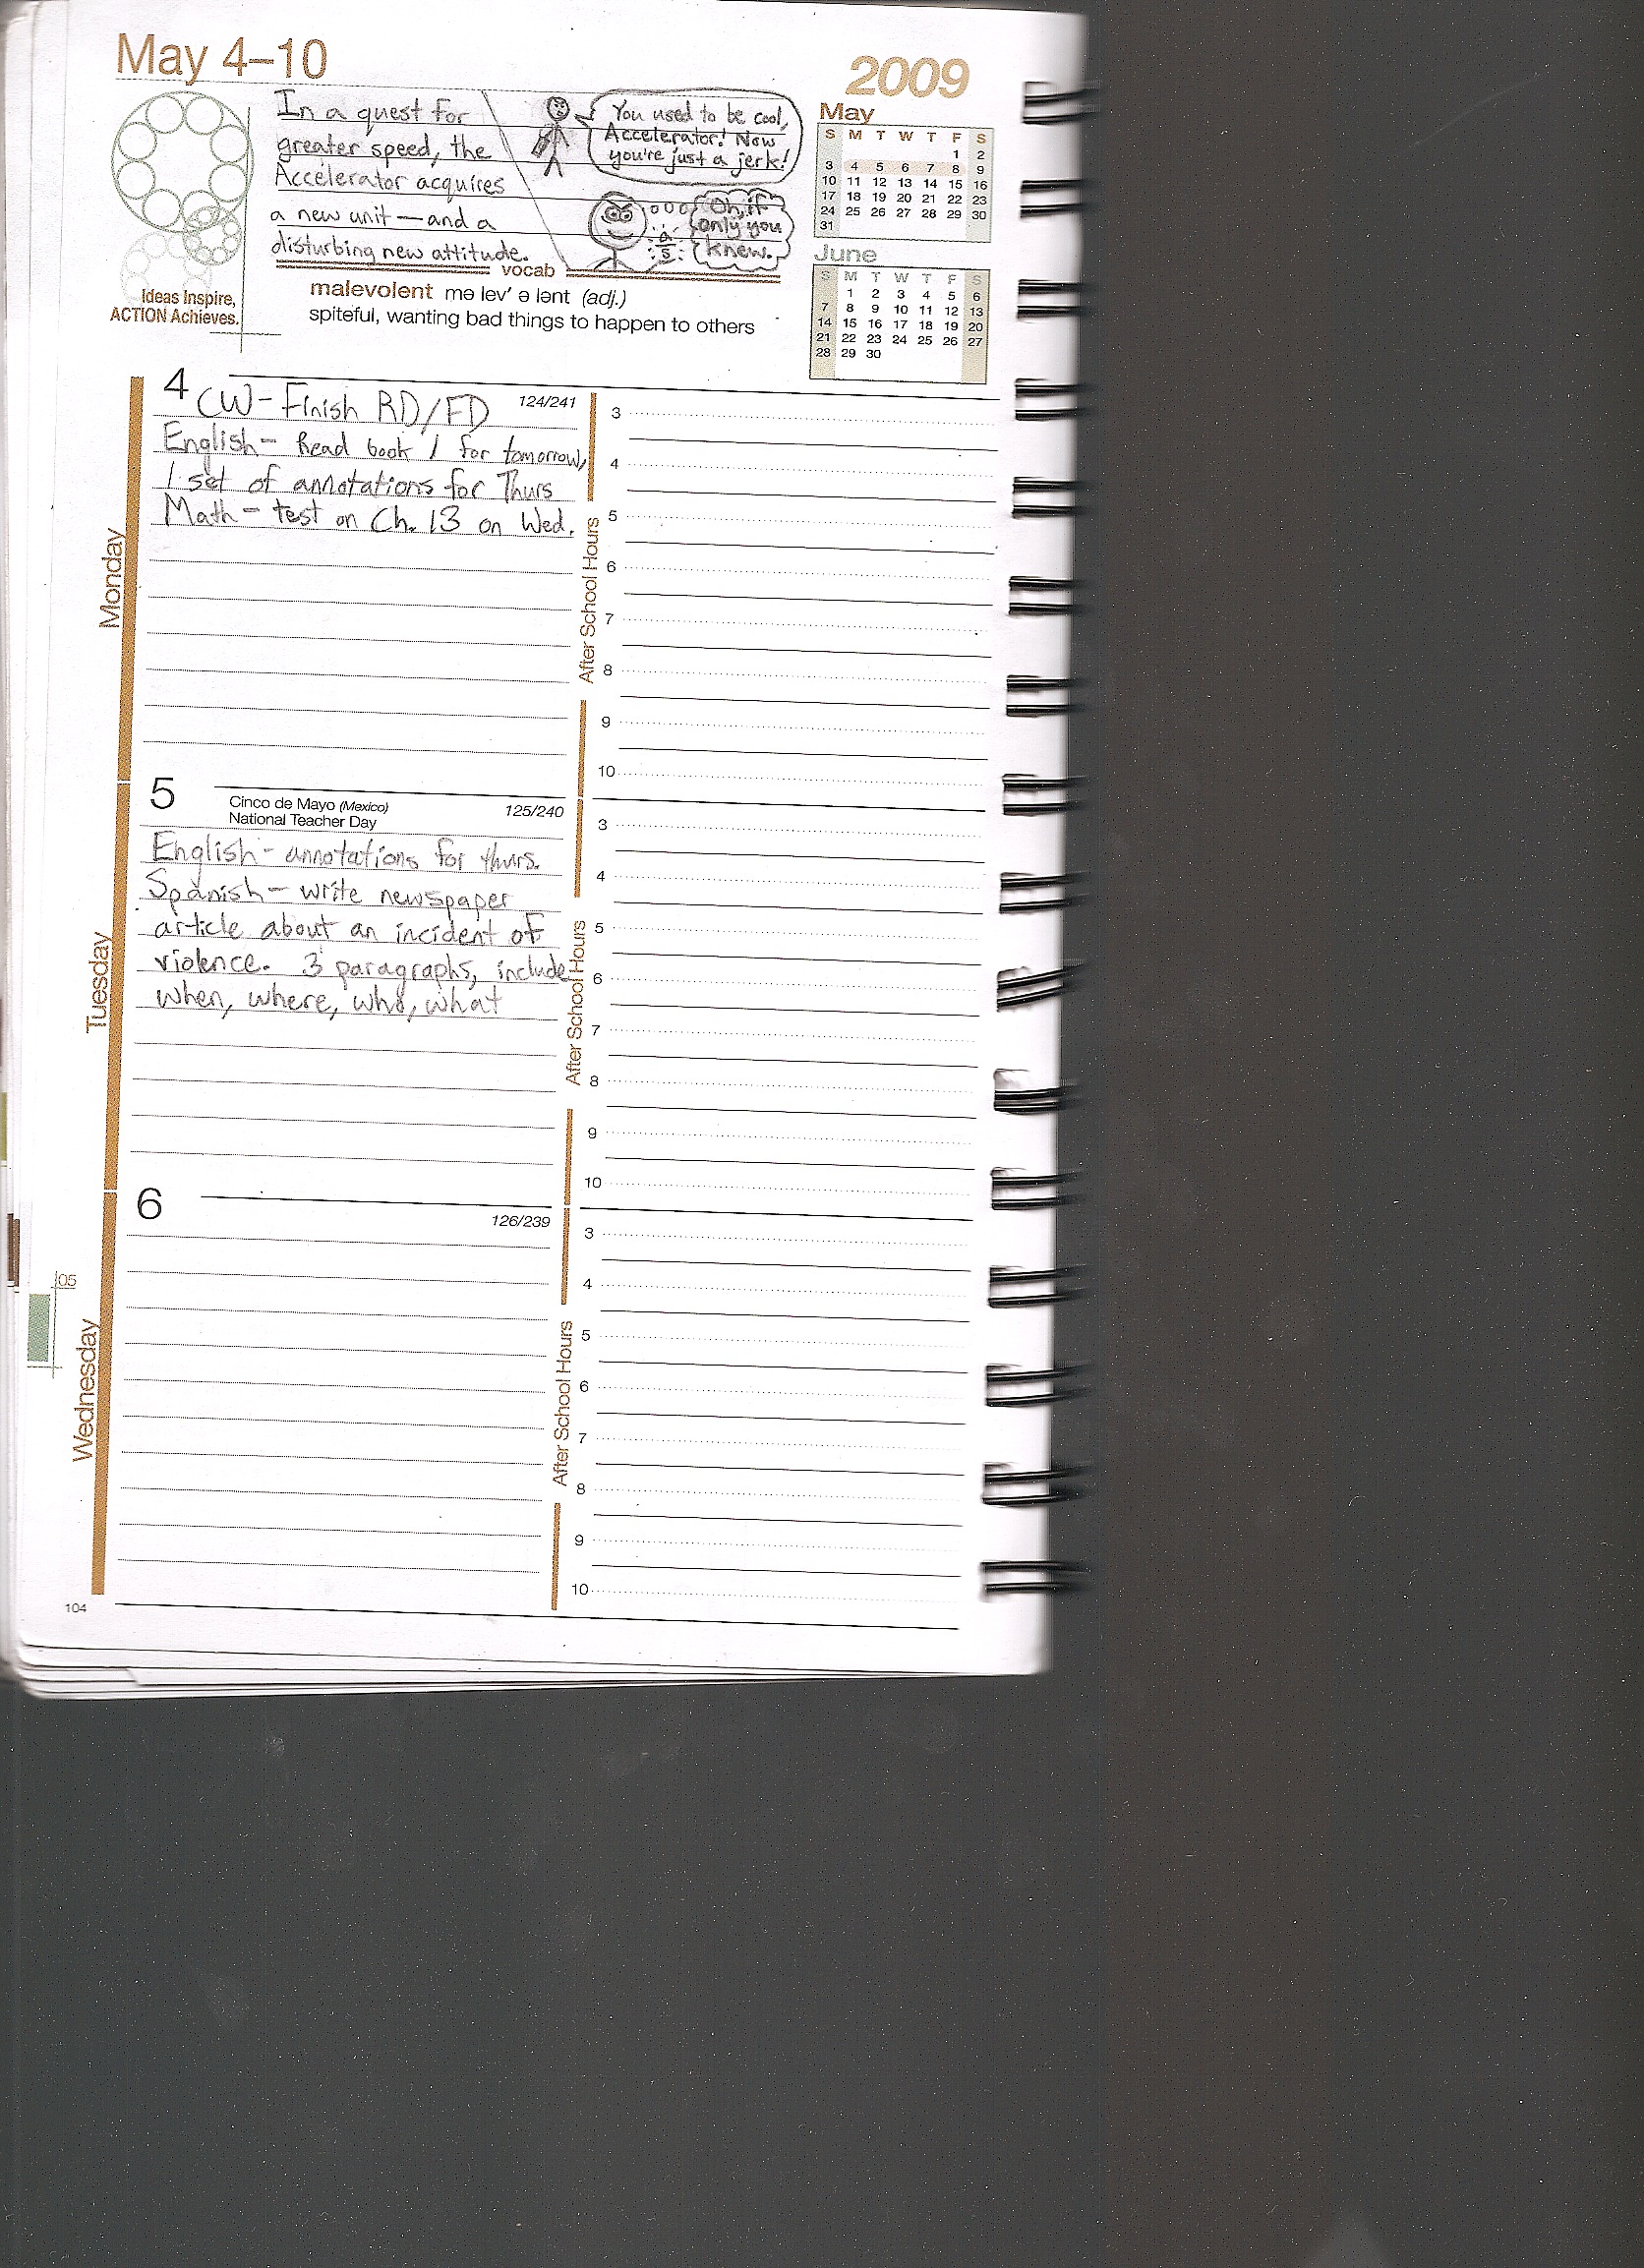 May 4–10
2009
In a quest for
greater speed, the
Accelerator acquires
a new unit — and a
disturbing new attitude.
You used to be cool,
Accelerator! Now
you're just a jerk!
Oh, if
only you
knew.
a/s
Ideas Inspire,
ACTION Achieves.
vocab
malevolent mə lev' ə lənt (adj.)
spiteful, wanting bad things to happen to others
May
S M T W T F S
1 2
3 4 5 6 7 8 9
10 11 12 13 14 15 16
17 18 19 20 21 22 23
24 25 26 27 28 29 30
31
June
S M T W T F S
1 2 3 4 5 6
7 8 9 10 11 12 13
14 15 16 17 18 19 20
21 22 23 24 25 26 27
28 29 30
Monday
4
124/241
CW- Finish RD/FD
English- Read book 1 for tomorrow,
1 set of annotations for Thurs
Math- test on Ch. 13 on Wed.
After School Hours
3
4
5
6
7
8
9
10
Tuesday
5
Cinco de Mayo (Mexico)
National Teacher Day
125/240
English- annotations for thurs.
Spanish- write newspaper
article about an incident of
violence. 3 paragraphs, include
when, where, who, what
After School Hours
3
4
5
6
7
8
9
10
Wednesday
6
126/239
After School Hours
3
4
5
6
7
8
9
10
05
104